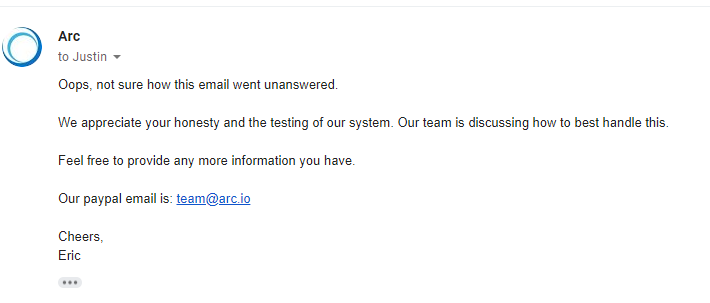 Arc
to Justin
Oops, not sure how this email went unanswered.
We appreciate your honesty and the testing of our system. Our team is discussing how to best handle this.
Feel free to provide any more information you have.
Our paypal email is: team@arc.io
Cheers,
Eric